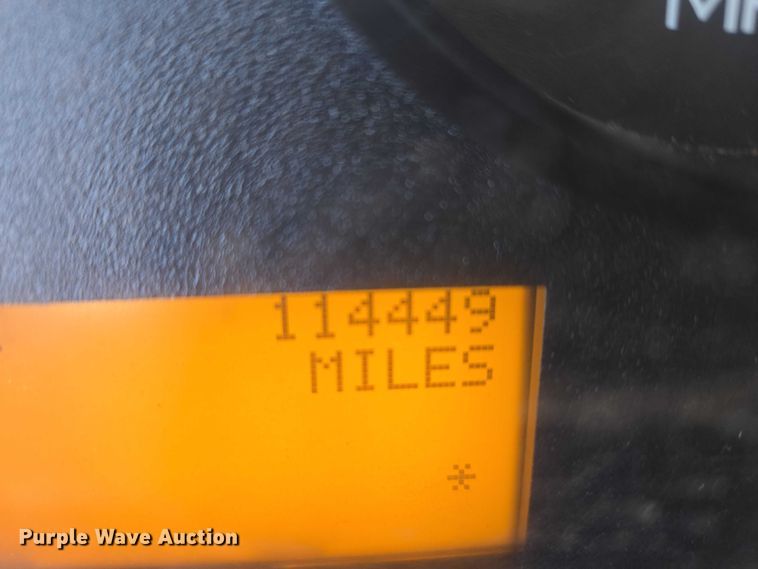 114449
MILES
*
Purple Wave Auction